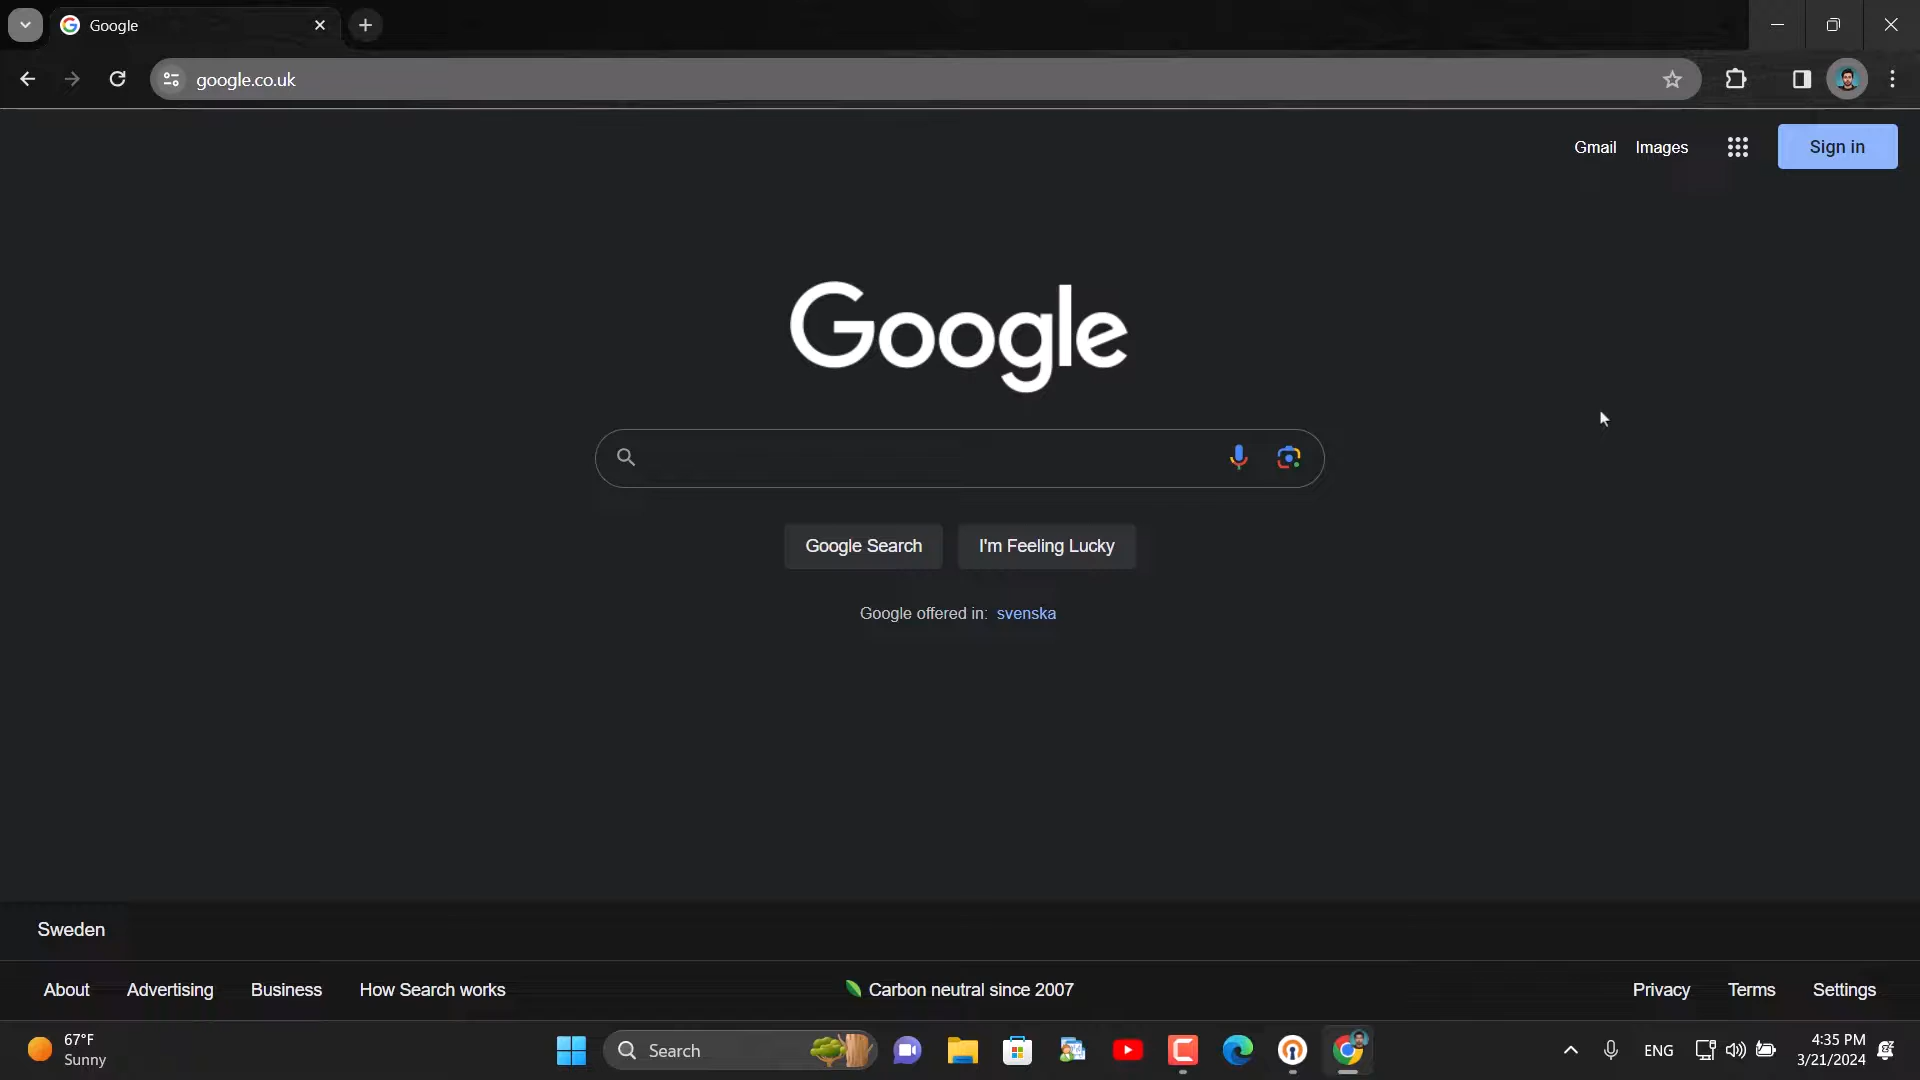 Google
google.co.uk
Gmail Images Sign in
Google
Google Search I'm Feeling Lucky
Google offered in: svenska
Sweden
About Advertising Business How Search works Carbon neutral since 2007 Privacy Terms Settings
67°F
Sunny
Search
ENG
4:35 PM
3/21/2024